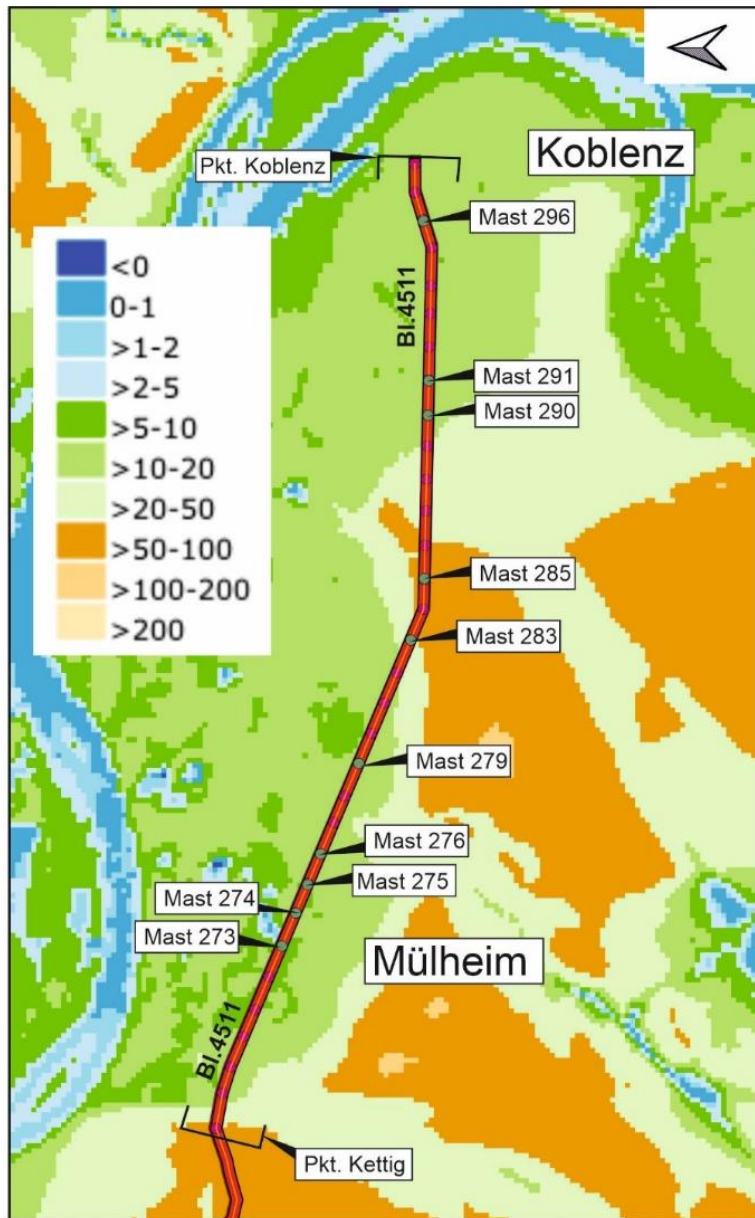 Koblenz
Pkt. Koblenz
Mast 296
<0
0-1
>1-2
>2-5
>5-10
>10-20
>20-50
>50-100
>100-200
>200
Bl.4511
Mast 291
Mast 290
Mast 285
Mast 283
Mast 279
Mast 276
Mast 275
Mast 274
Mast 273
Mülheim
Bl.4511
Pkt. Kettig